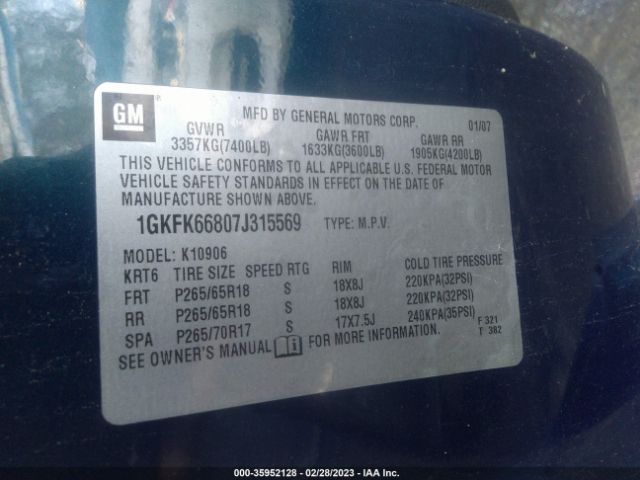 GM
MFD BY GENERAL MOTORS CORP. 01/07
GVWR GAWR FRT GAWR RR
3357KG(7400LB) 1633KG(3600LB) 1905KG(4200LB)
THIS VEHICLE CONFORMS TO ALL APPLICABLE U.S. FEDERAL MOTOR
VEHICLE SAFETY STANDARDS IN EFFECT ON THE DATE OF
MANUFACTURE SHOWN ABOVE.
1GKFK66807J315569 TYPE: M.P.V.
MODEL: K10906
KRT6 TIRE SIZE SPEED RTG RIM COLD TIRE PRESSURE
FRT P265/65R18 S 18X8J 220KPA(32PSI)
RR P265/65R18 S 18X8J 220KPA(32PSI)
SPA P265/70R17 S 17X7.5J 240KPA(35PSI)
SEE OWNER'S MANUAL FOR MORE INFORMATION.
F 321
T 382
000-35952128 - 02/28/2023 - IAA Inc.